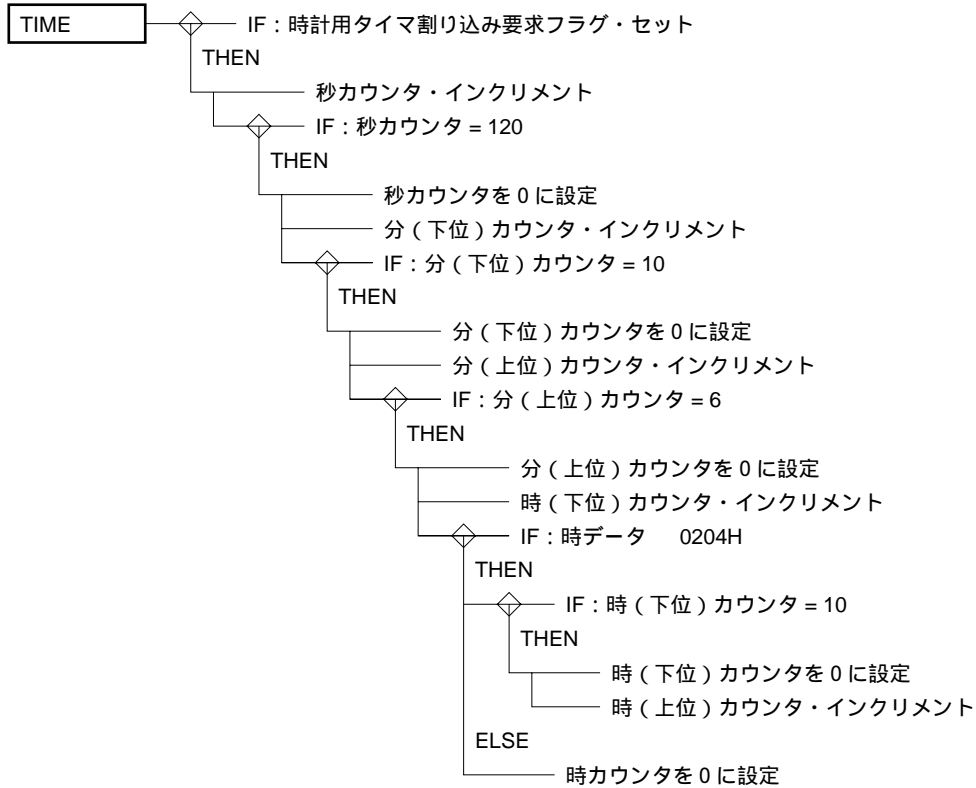 TIME
IF：時計用タイマ割り込み要求フラグ・セット
THEN
秒カウンタ・インクリメント
IF：秒カウンタ = 120
THEN
秒カウンタを0に設定
分（下位）カウンタ・インクリメント
IF：分（下位）カウンタ = 10
THEN
分（下位）カウンタを0に設定
分（上位）カウンタ・インクリメント
IF：分（上位）カウンタ = 6
THEN
分（上位）カウンタを0に設定
時（下位）カウンタ・インクリメント
IF：時データ　0204H
THEN
IF：時（下位）カウンタ = 10
THEN
時（下位）カウンタを0に設定
時（上位）カウンタ・インクリメント
ELSE
時カウンタを0に設定